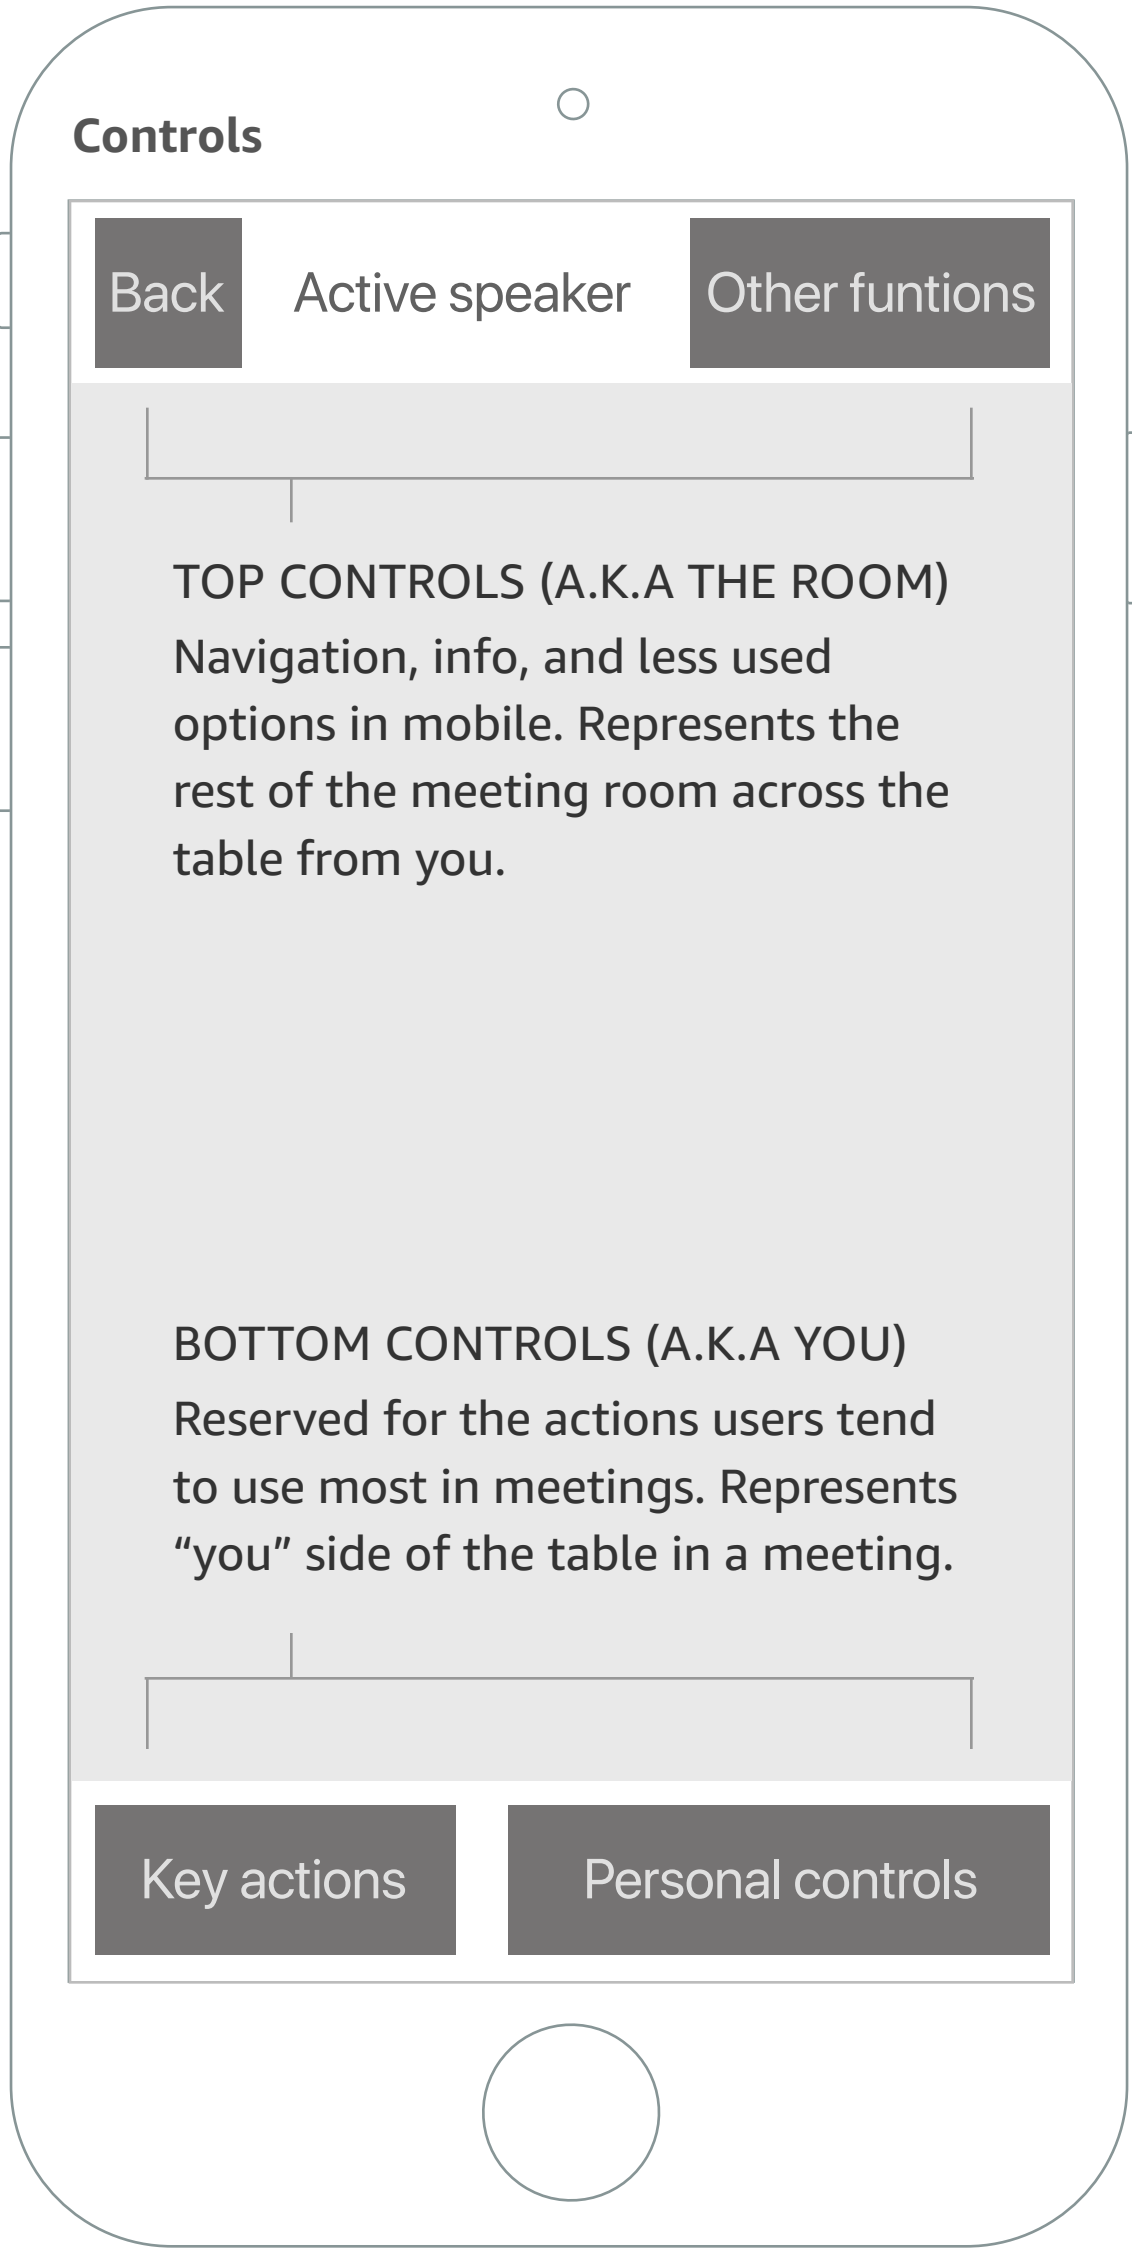 Controls
Back Active speaker Other funtions
TOP CONTROLS (A.K.A THE ROOM)
Navigation, info, and less used
options in mobile. Represents the
rest of the meeting room across the
table from you.
BOTTOM CONTROLS (A.K.A YOU)
Reserved for the actions users tend
to use most in meetings. Represents
“you” side of the table in a meeting.
Key actions Personal controls